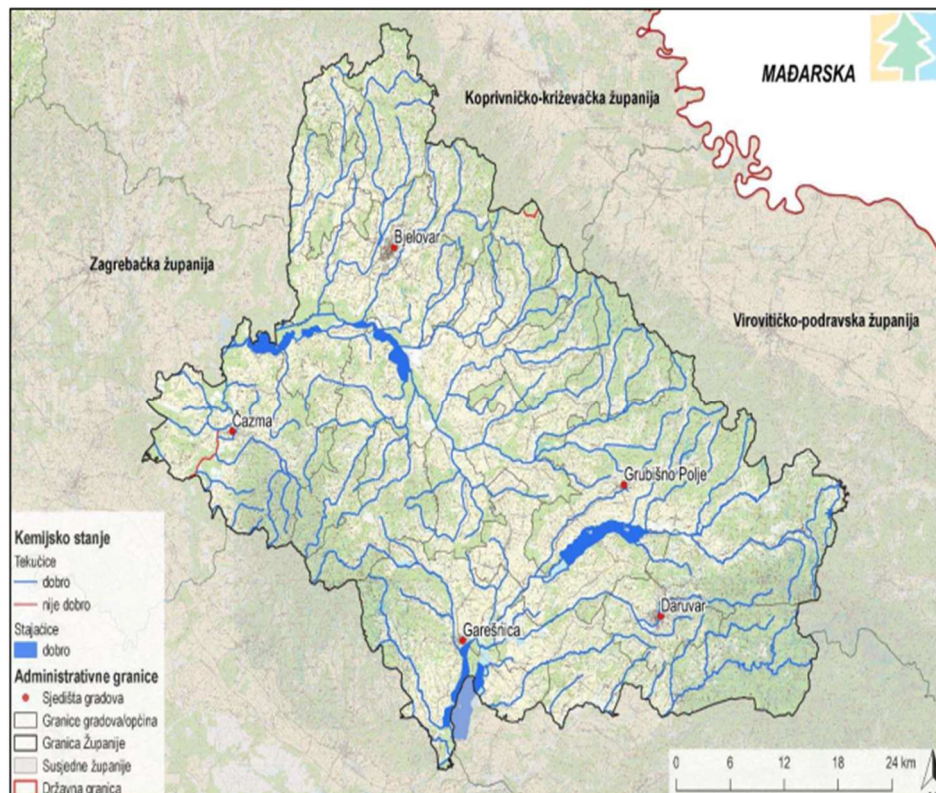 MAĐARSKA
Koprivničko-križevačka županija
Bjelovar
Zagrebačka županija
Virovitičko-podravska županija
Čazma
Grubišno Polje
Daruvar
Garešnica
Kemijsko stanje
Tekućice
dobro
nije dobro
Stajaćice
dobro
Administrativne granice
Sjedišta gradova
Granice gradova/općina
Granica Županije
Susjedne županije
Državna granica
0 6 12 18 24 km